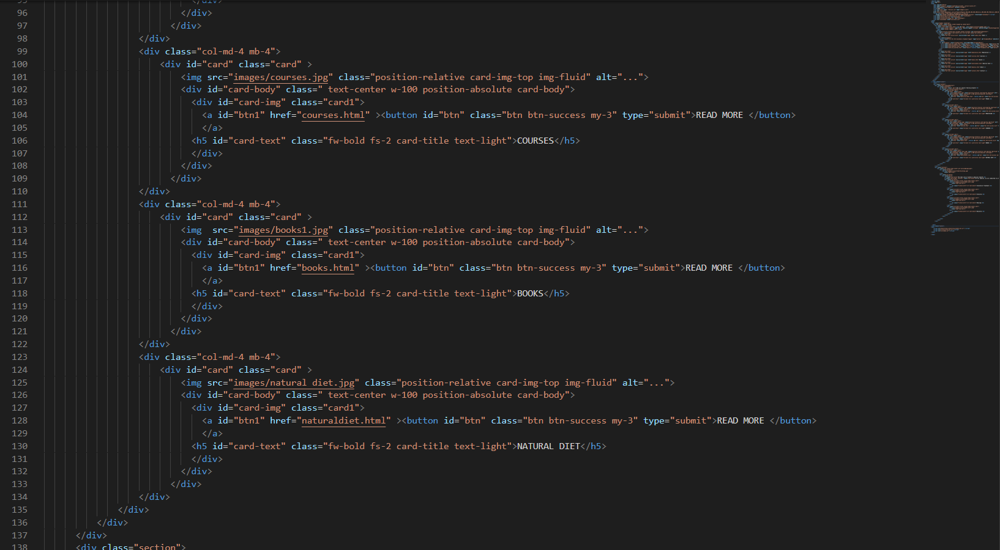 95 </div>
96 </div>
97 </div>
98 </div>
99 <div class="col-md-4 mb-4">
100 <div id="card" class="card" >
101 <img src="images/courses.jpg" class="position-relative card-img-top img-fluid" alt="...">
102 <div id="card-body" class=" text-center w-100 position-absolute card-body">
103 <div id="card-img" class="card1">
104 <a id="btn1" href="courses.html" ><button id="btn" class="btn btn-success my-3" type="submit">READ MORE </button>
105 </a>
106 <h5 id="card-text" class="fw-bold fs-2 card-title text-light">COURSES</h5>
107 </div>
108 </div>
109 </div>
110 </div>
111 <div class="col-md-4 mb-4">
112 <div id="card" class="card" >
113 <img  src="images/books1.jpg" class="position-relative card-img-top img-fluid" alt="...">
114 <div id="card-body" class=" text-center w-100 position-absolute card-body">
115 <div id="card-img" class="card1">
116 <a id="btn1" href="books.html" ><button id="btn" class="btn btn-success my-3" type="submit">READ MORE </button>
117 </a>
118 <h5 id="card-text" class="fw-bold fs-2 card-title text-light">BOOKS</h5>
119 </div>
120 </div>
121 </div>
122 </div>
123 <div class="col-md-4 mb-4">
124 <div id="card" class="card" >
125 <img src="images/natural diet.jpg" class="position-relative card-img-top img-fluid" alt="...">
126 <div id="card-body" class=" text-center w-100 position-absolute card-body">
127 <div id="card-img" class="card1">
128 <a id="btn1" href="naturaldiet.html" ><button id="btn" class="btn btn-success my-3" type="submit">READ MORE </button>
129 </a>
130 <h5 id="card-text" class="fw-bold fs-2 card-title text-light">NATURAL DIET</h5>
131 </div>
132 </div>
133 </div>
134 </div>
135 </div>
136 </div>
137 </div>
138 <div class="section">